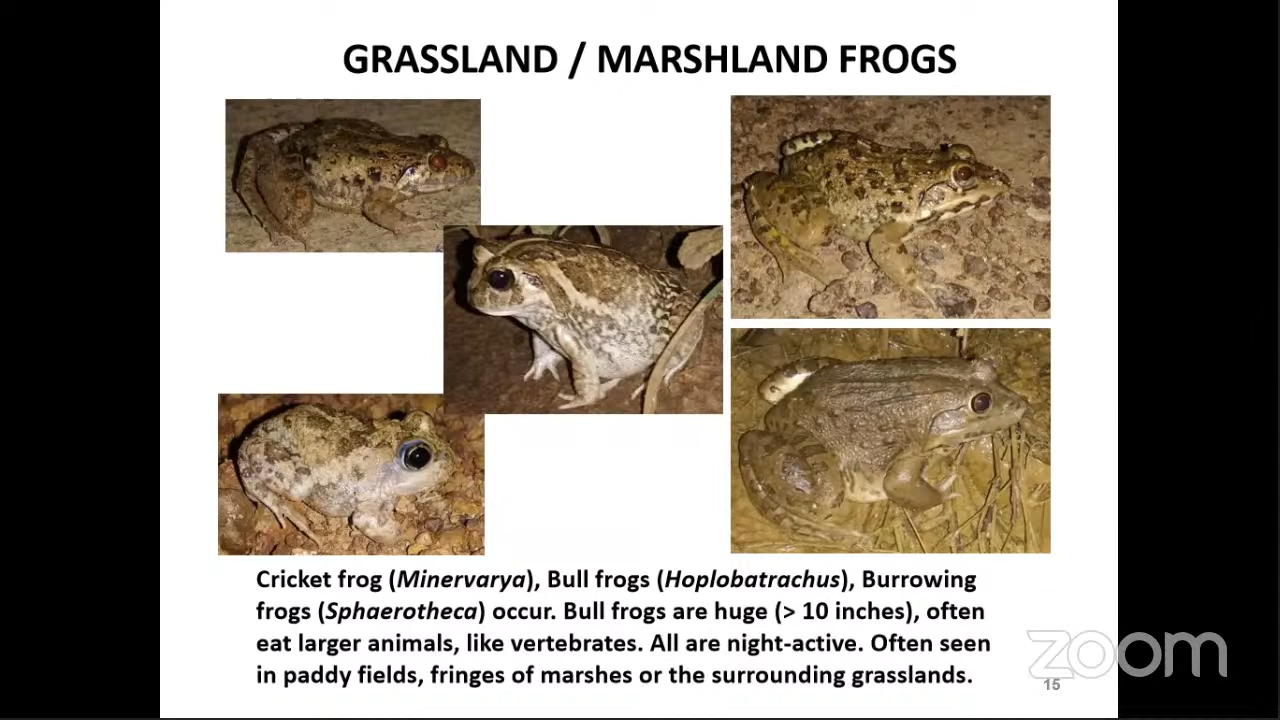 GRASSLAND / MARSHLAND FROGS
Cricket frog (Minervarya), Bull frogs (Hoplobatrachus), Burrowing
frogs (Sphaerotheca) occur. Bull frogs are huge (> 10 inches), often
eat larger animals, like vertebrates. All are night-active. Often seen
in paddy fields, fringes of marshes or the surrounding grasslands.
zoom
15